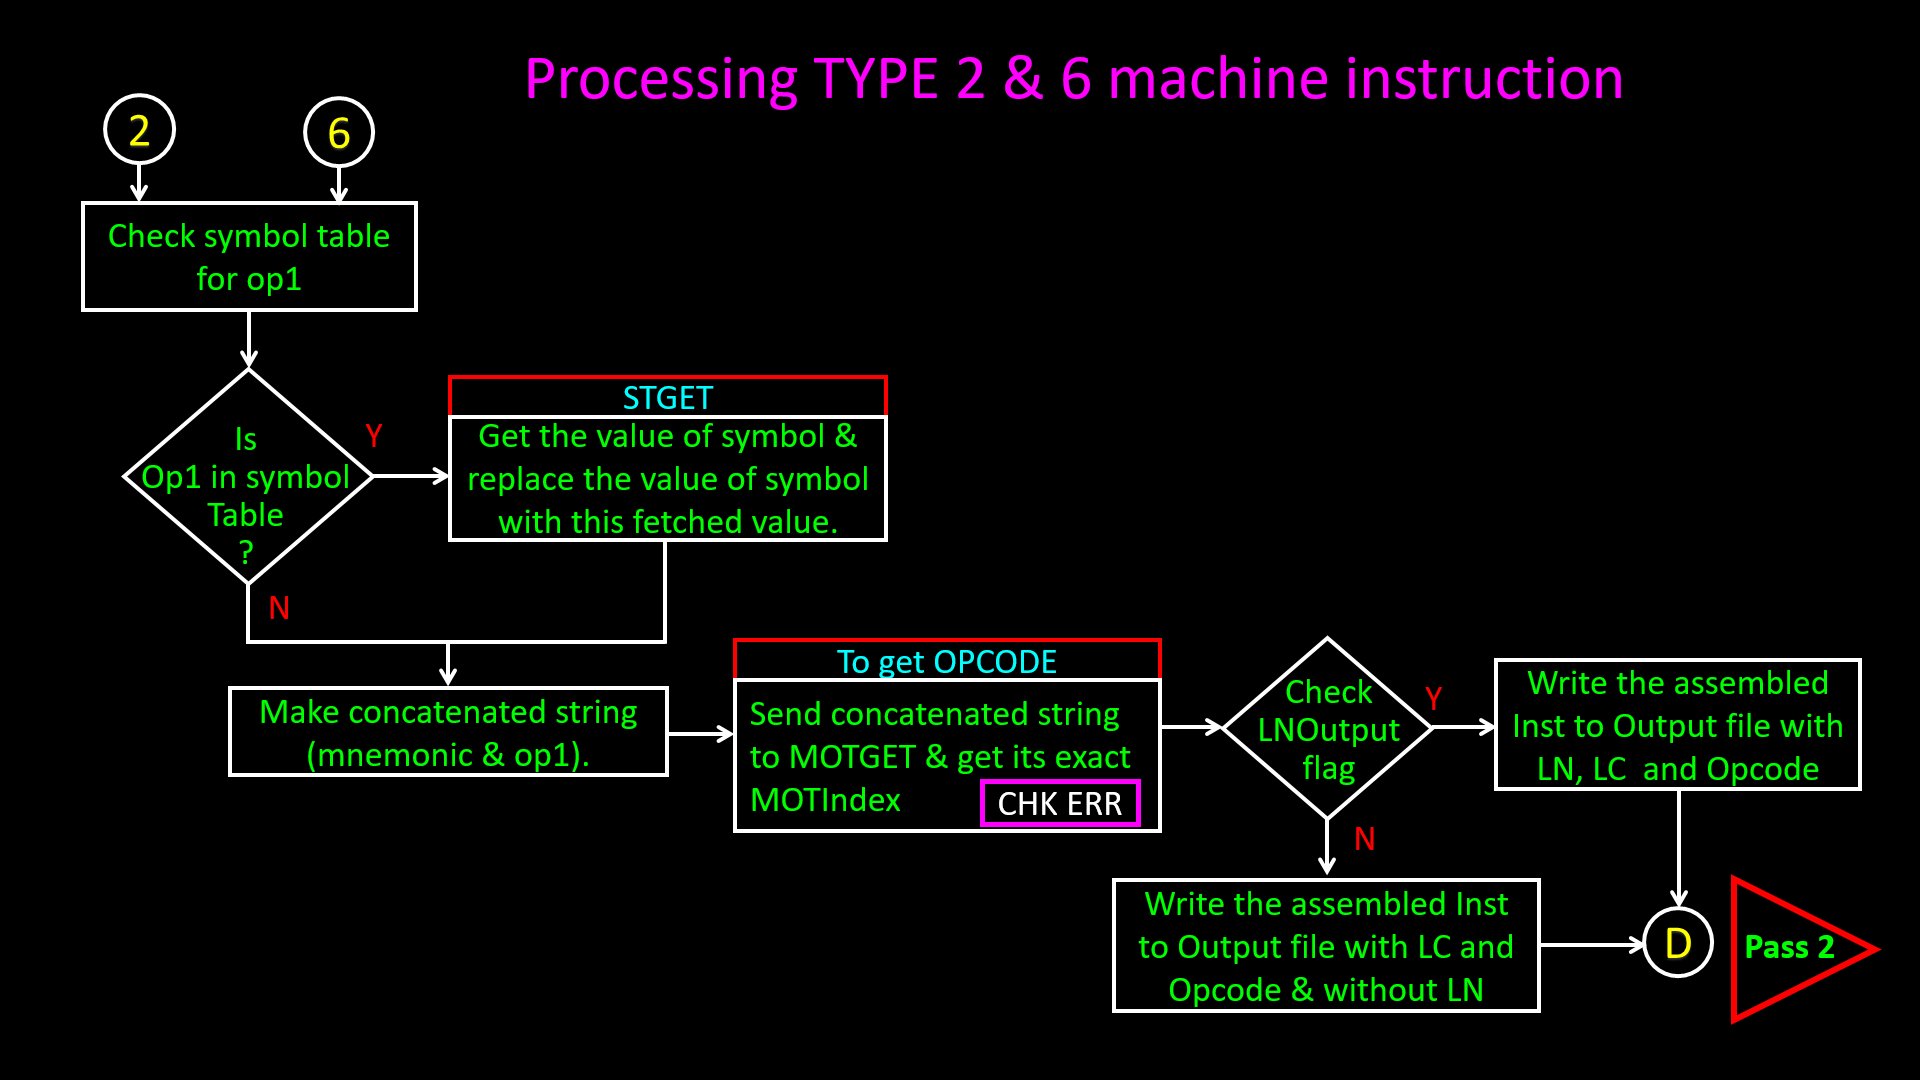 Processing TYPE 2 & 6 machine instruction
2
6
Check symbol table
for op1
Is
Op1 in symbol
Table
?
Y
N
STGET
Get the value of symbol &
replace the value of symbol
with this fetched value.
Make concatenated string
(mnemonic & op1).
To get OPCODE
Send concatenated string
to MOTGET & get its exact
MOTIndex
CHK ERR
Check
LNOutput
flag
Y
N
Write the assembled
Inst to Output file with
LN, LC and Opcode
Write the assembled Inst
to Output file with LC and
Opcode & without LN
D
Pass 2